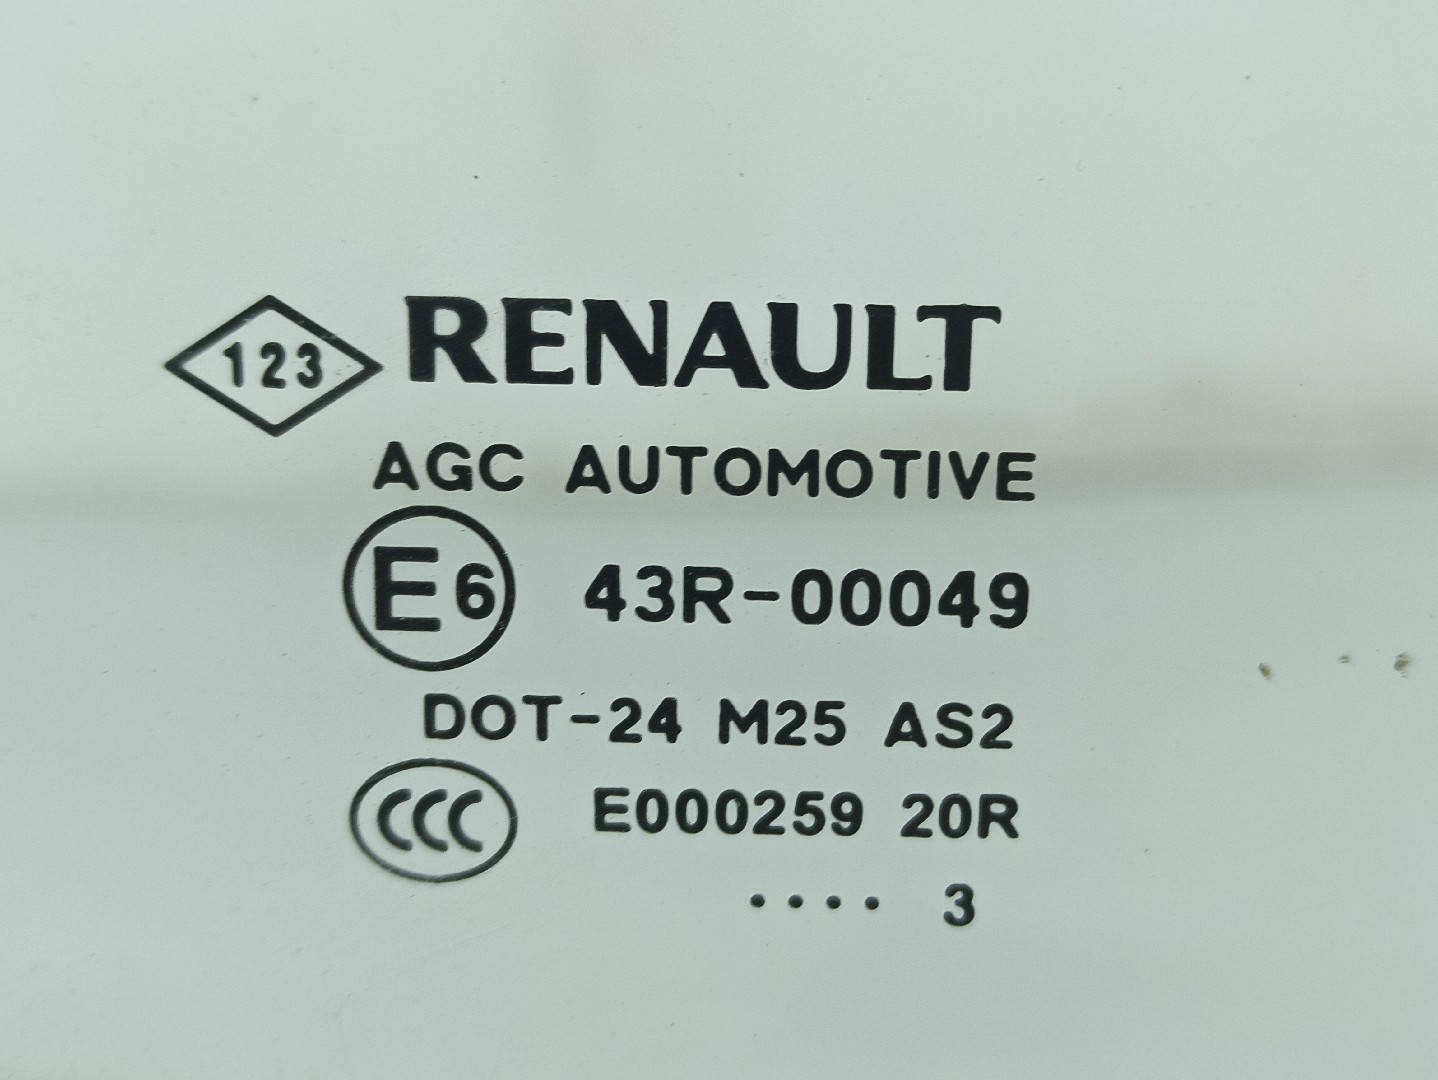 123 RENAULT
AGC AUTOMOTIVE
E6 43R-00049
DOT-24 M25 AS2
CCC E000259 20R
.... 3